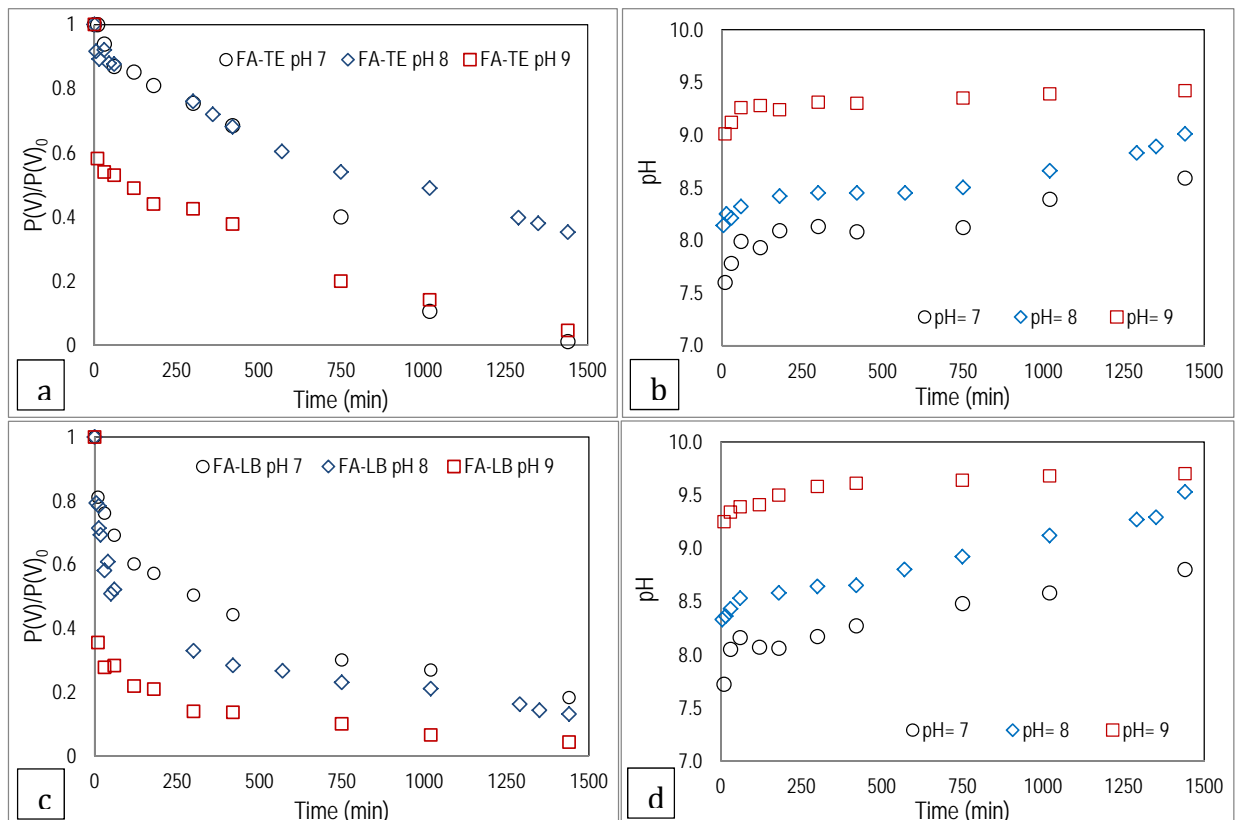 P(V)/P(V)₀
1
0.8
0.6
0.4
0.2
0
FA-TE pH 7 FA-TE pH 8 FA-TE pH 9
0 250 500 750 1000 1250 1500
Time (min)
a
pH
10.0
9.5
9.0
8.5
8.0
7.5
7.0
pH= 7 pH= 8 pH= 9
0 250 500 750 1000 1250 1500
Time (min)
b
P(V)/P(V)₀
1
0.8
0.6
0.4
0.2
0
FA-LB pH 7 FA-LB pH 8 FA-LB pH 9
0 250 500 750 1000 1250 1500
Time (min)
c
pH
10.0
9.5
9.0
8.5
8.0
7.5
7.0
pH= 7 pH= 8 pH= 9
0 250 500 750 1000 1250 1500
Time (min)
d